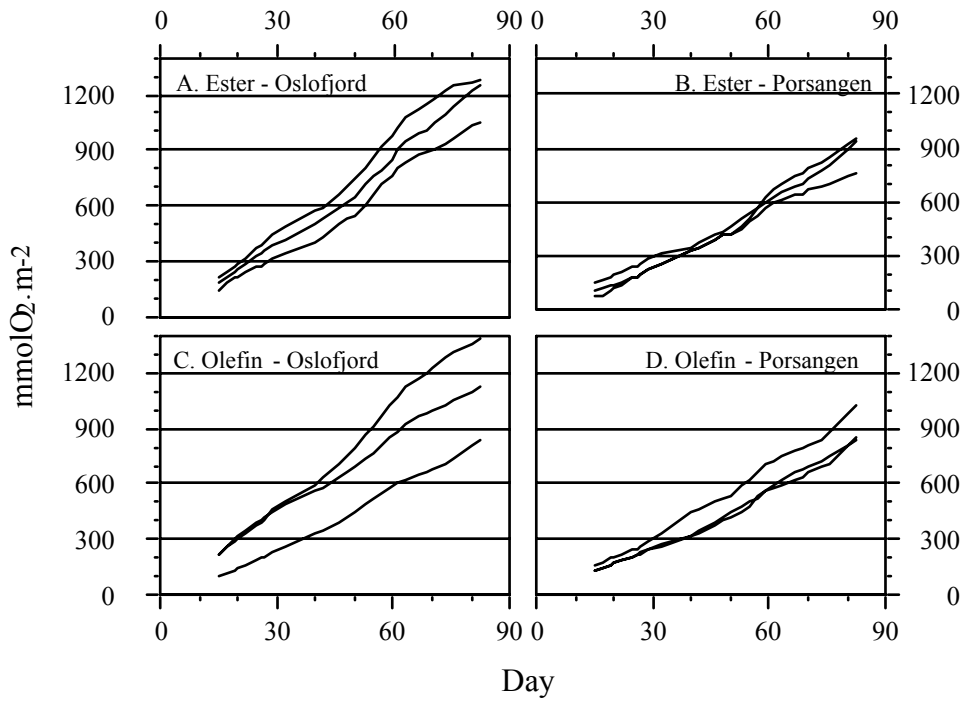 0 30 60 90 0 30 60 90
A. Ester - Oslofjord
B. Ester - Porsangen
1200 1200
900 900
600 600
300 300
0 0
mmolO2.m-2
C. Olefin - Oslofjord
D. Olefin - Porsangen
1200 1200
900 900
600 600
300 300
0 0
0 30 60 90 0 30 60 90
Day